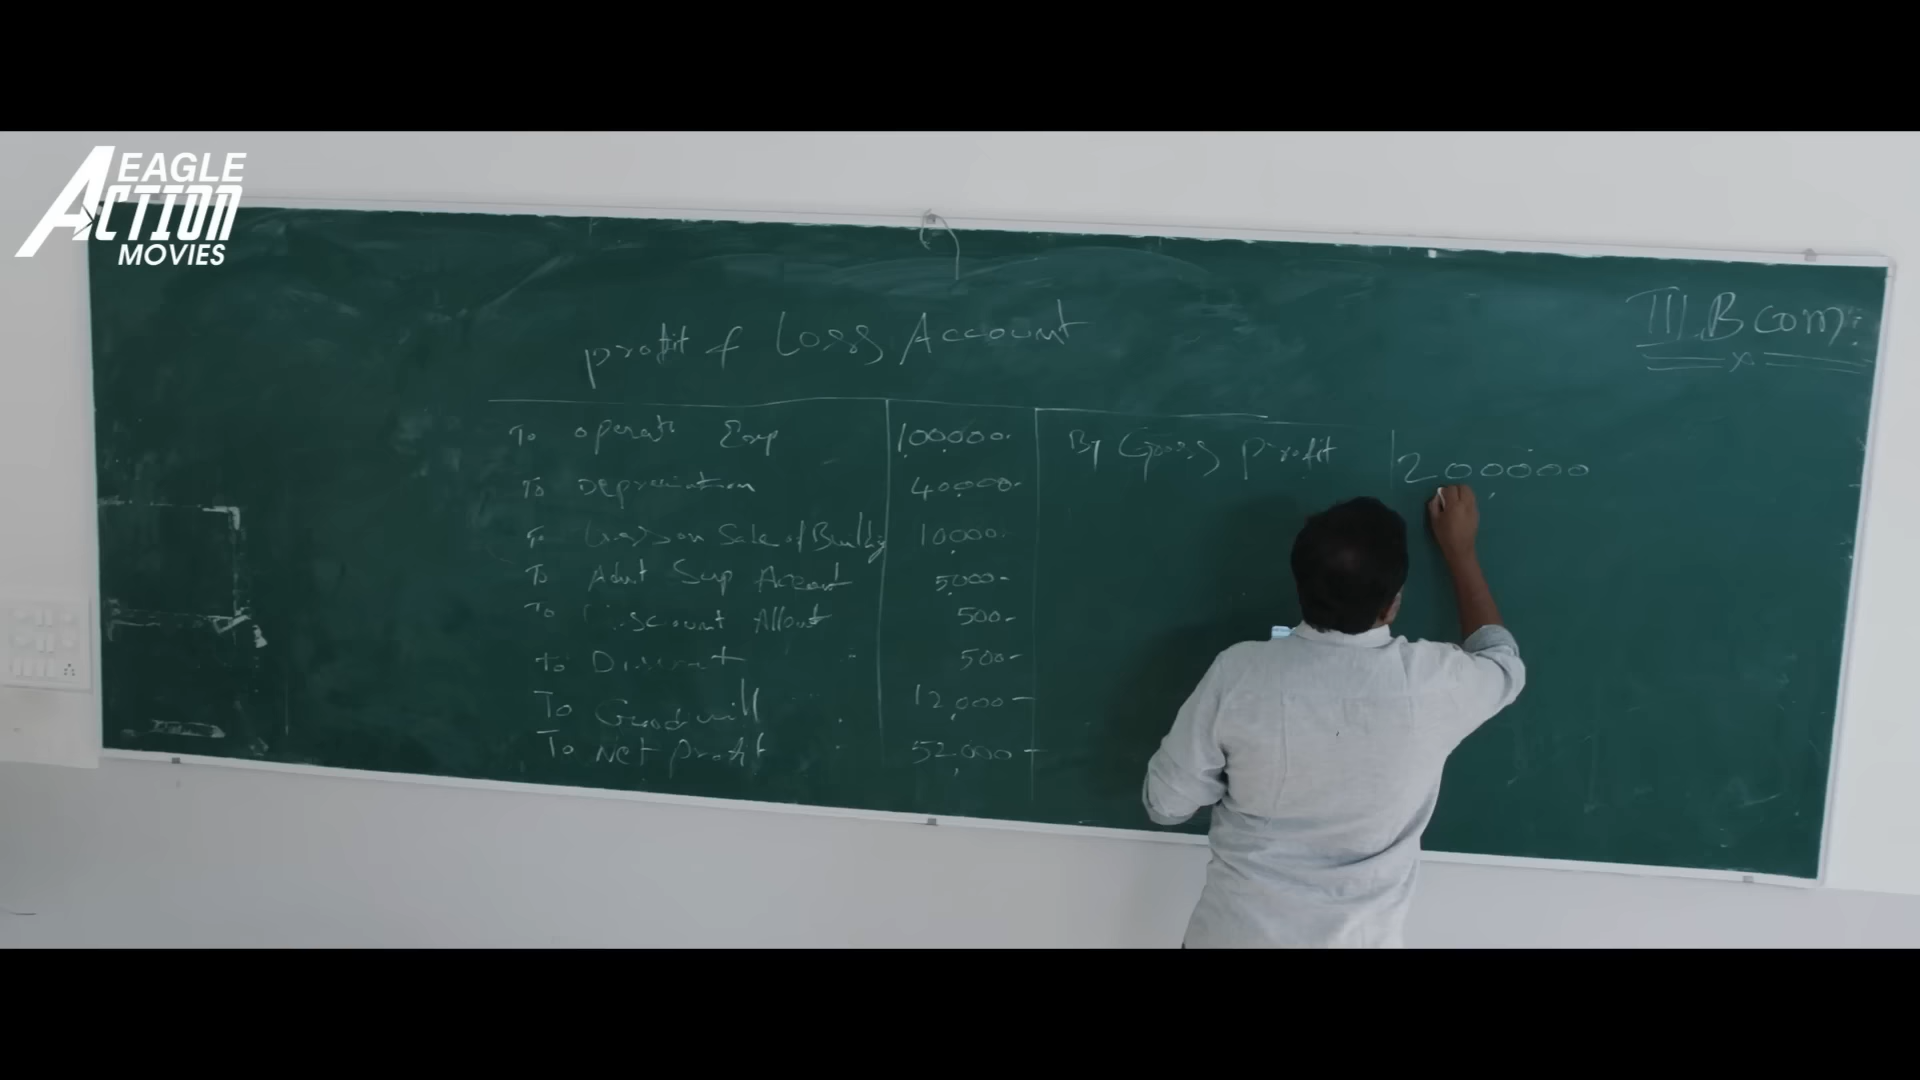 EAGLE
ACTION
MOVIES
III B com:
profit & Loss Account
To operati Exp 1,00,000.
To Depreciation 40,000-
To Loss on Sale of Building 10,000.
To Advt Sup Account 5,000-
To Discount Allowt 500-
To Discount 500-
To Goodwill 12,000-
To Net profit 52,000-
By Gross profit 200000